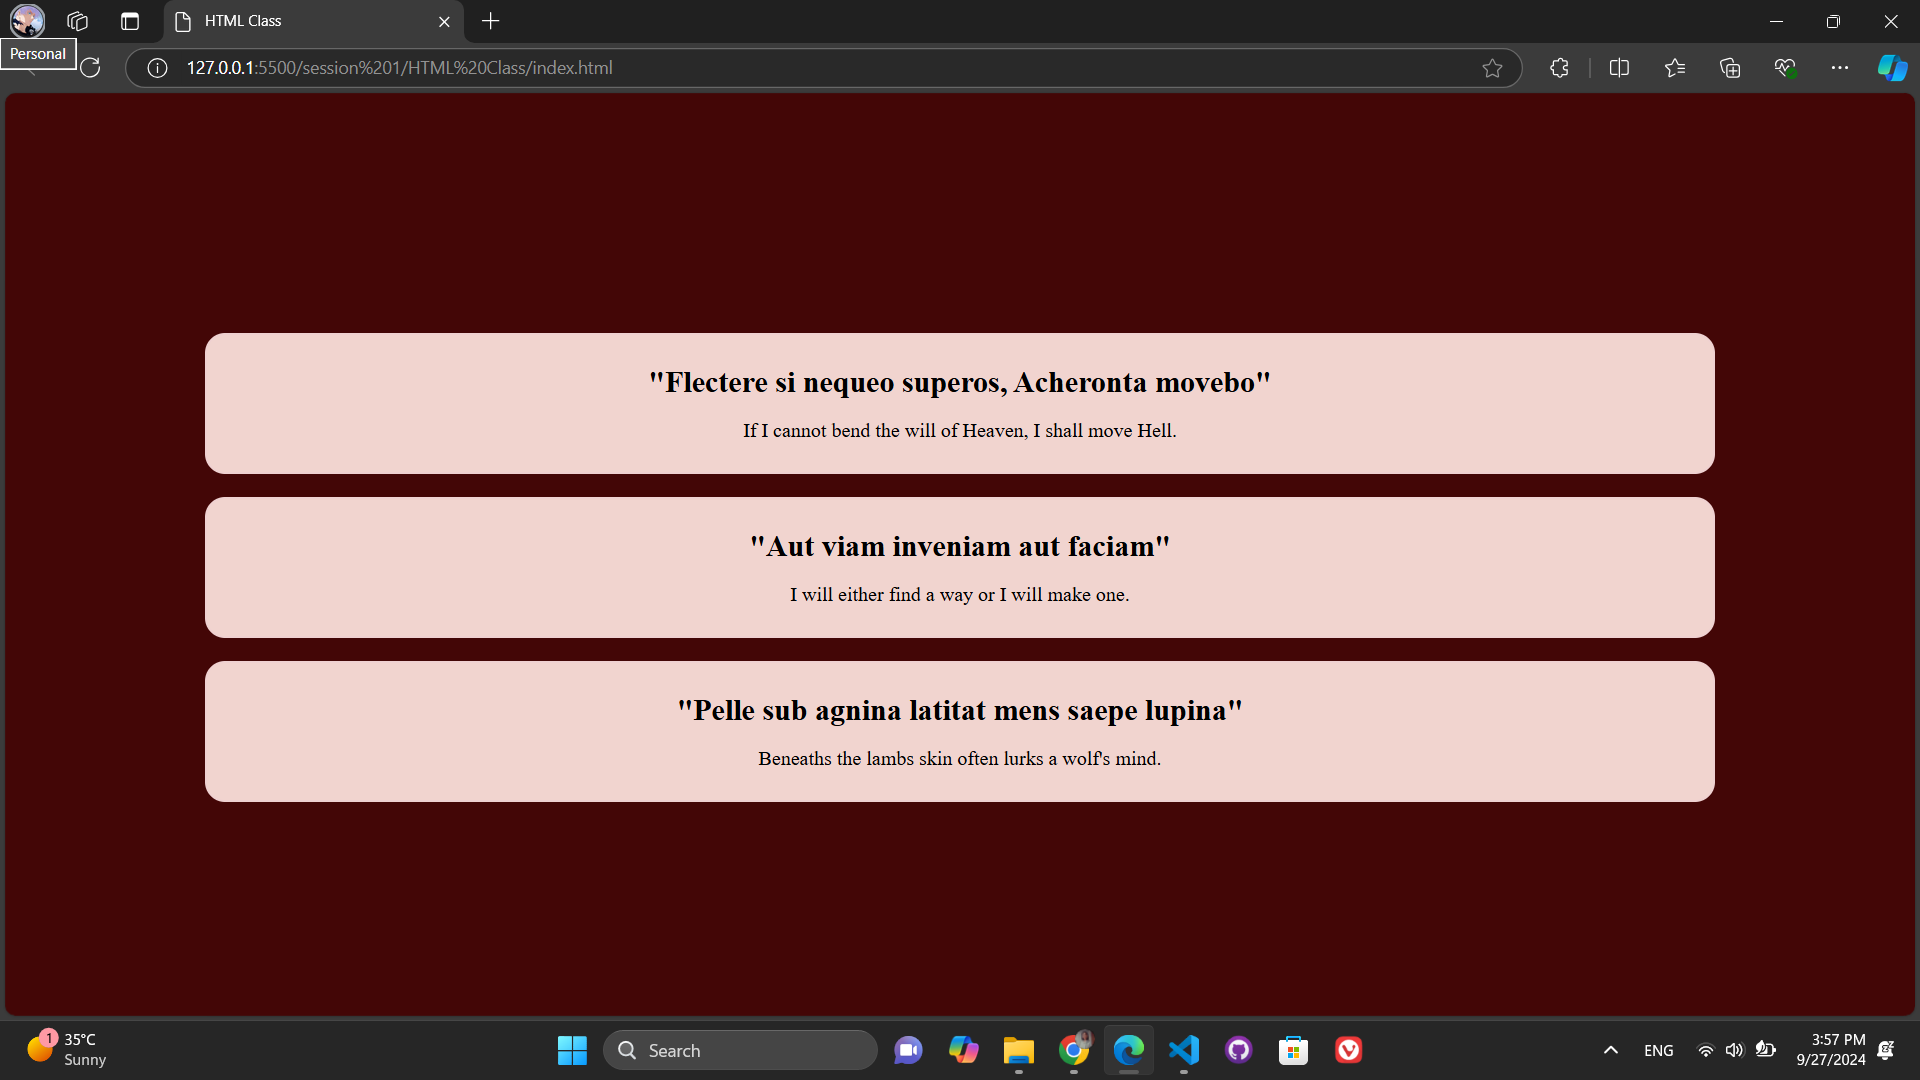 HTML Class
Personal
127.0.0.1:5500/session%201/HTML%20Class/index.html
"Flectere si nequeo superos, Acheronta movebo"
If I cannot bend the will of Heaven, I shall move Hell.
"Aut viam inveniam aut faciam"
I will either find a way or I will make one.
"Pelle sub agnina latitat mens saepe lupina"
Beneaths the lambs skin often lurks a wolf's mind.
1
35°C
Sunny
Search
ENG
3:57 PM
9/27/2024